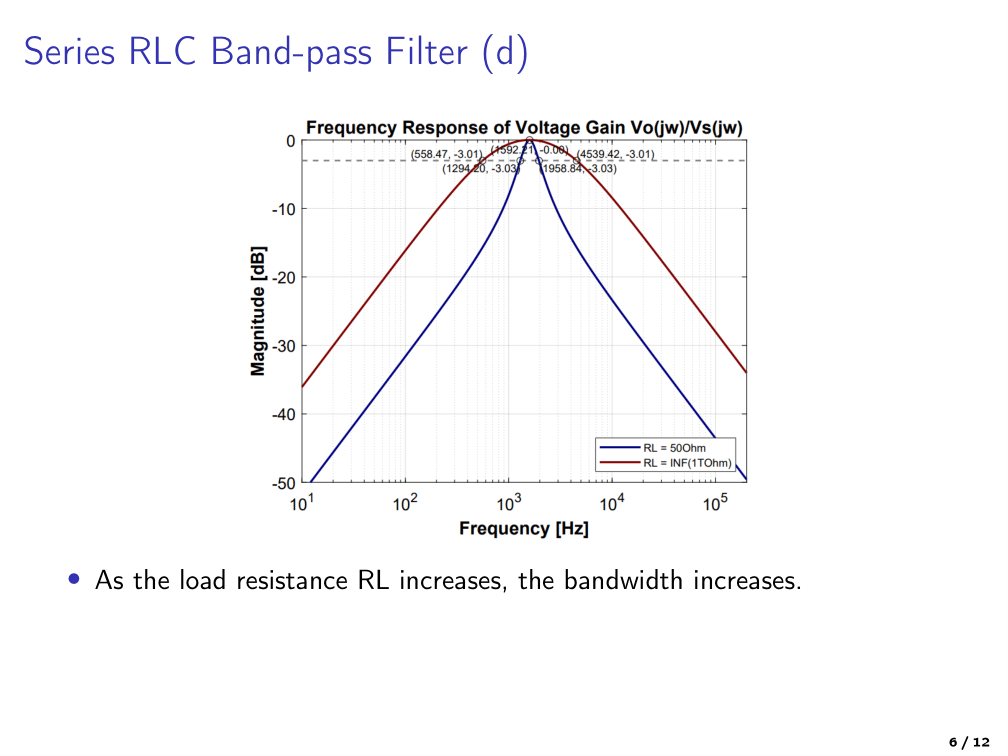 Series RLC Band-pass Filter (d)
Frequency Response of Voltage Gain Vo(jw)/Vs(jw)
Magnitude [dB]
0
-10
-20
-30
-40
-50
(558.47, -3.01)
(1592.21, -0.00)
(4539.42, -3.01)
(1294.20, -3.03)
(1958.84, -3.03)
RL = 50Ohm
RL = INF(1TOhm)
10^1 10^2 10^3 10^4 10^5
Frequency [Hz]
• As the load resistance RL increases, the bandwidth increases.
6 / 12